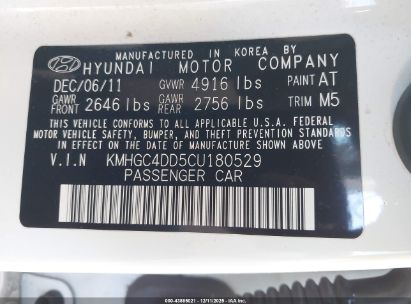 MANUFACTURED IN KOREA BY
HYUNDAI MOTOR COMPANY
DEC/06/11 GVWR 4916 lbs PAINT AT
GAWR FRONT 2646 lbs GAWR REAR 2756 lbs TRIM M5
THIS VEHICLE CONFORMS TO ALL APPLICABLE FEDERAL
MOTOR VEHICLE SAFETY, BUMPER, AND THEFT PREVENTION STANDARDS
IN EFFECT ON THE DATE OF MANUFACTURE SHOWN ABOVE.
V.I.N KMHGC4DD5CU180529
PASSENGER CAR